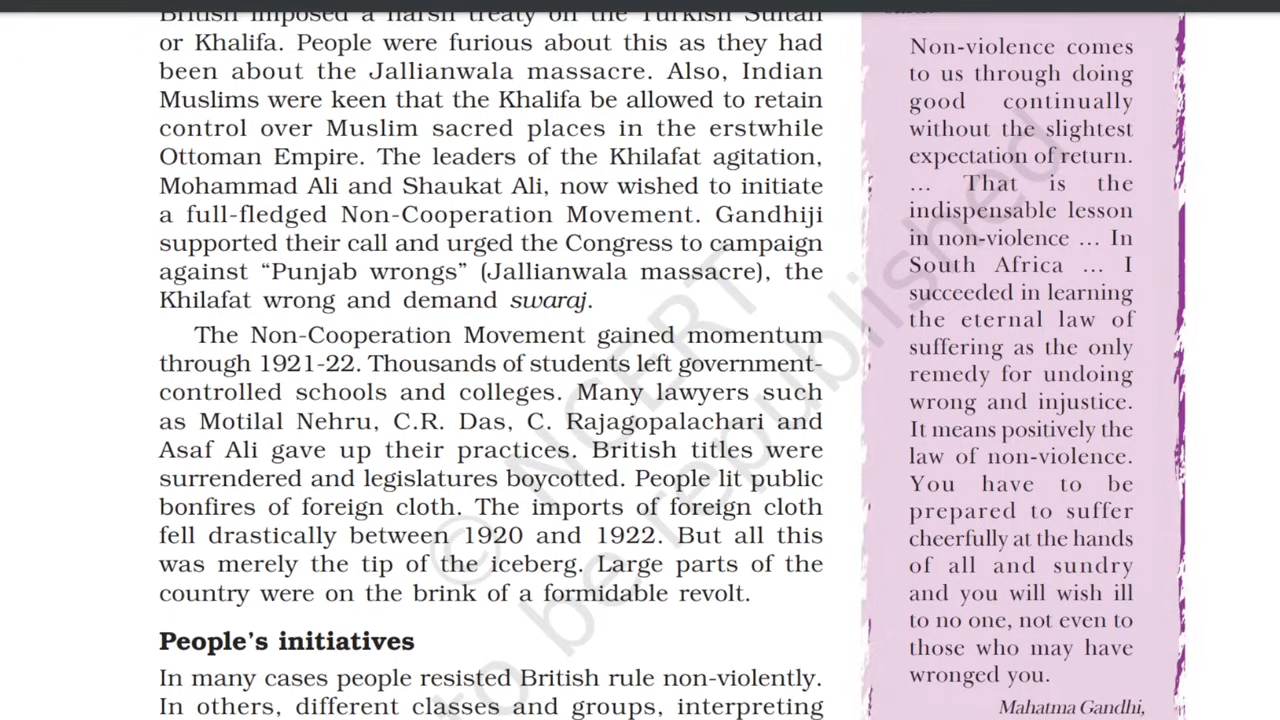 British imposed a harsh treaty on the Turkish Sultan
or Khalifa. People were furious about this as they had
been about the Jallianwala massacre. Also, Indian
Muslims were keen that the Khalifa be allowed to retain
control over Muslim sacred places in the erstwhile
Ottoman Empire. The leaders of the Khilafat agitation,
Mohammad Ali and Shaukat Ali, now wished to initiate
a full-fledged Non-Cooperation Movement. Gandhiji
supported their call and urged the Congress to campaign
against “Punjab wrongs” (Jallianwala massacre), the
Khilafat wrong and demand swaraj.
The Non-Cooperation Movement gained momentum
through 1921-22. Thousands of students left government-
controlled schools and colleges. Many lawyers such
as Motilal Nehru, C.R. Das, C. Rajagopalachari and
Asaf Ali gave up their practices. British titles were
surrendered and legislatures boycotted. People lit public
bonfires of foreign cloth. The imports of foreign cloth
fell drastically between 1920 and 1922. But all this
was merely the tip of the iceberg. Large parts of the
country were on the brink of a formidable revolt.
People’s initiatives
In many cases people resisted British rule non-violently.
In others, different classes and groups, interpreting
Non-violence comes
to us through doing
good continually
without the slightest
expectation of return.
… That is the
indispensable lesson
in non-violence … In
South Africa … I
succeeded in learning
the eternal law of
suffering as the only
remedy for undoing
wrong and injustice.
It means positively the
law of non-violence.
You have to be
prepared to suffer
cheerfully at the hands
of all and sundry
and you will wish ill
to no one, not even to
those who may have
wronged you.
Mahatma Gandhi,
© NCERT
to be republished